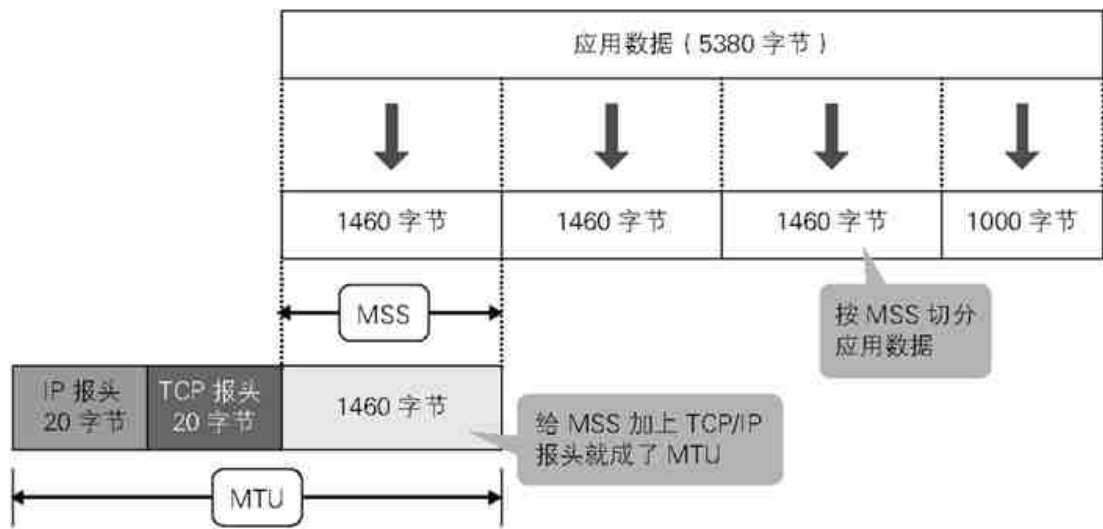 应用数据（5380 字节）
1460 字节
1460 字节
1460 字节
1000 字节
MSS
按 MSS 切分
应用数据
IP 报头
20 字节
TCP 报头
20 字节
1460 字节
给 MSS 加上 TCP/IP
报头就成了 MTU
MTU